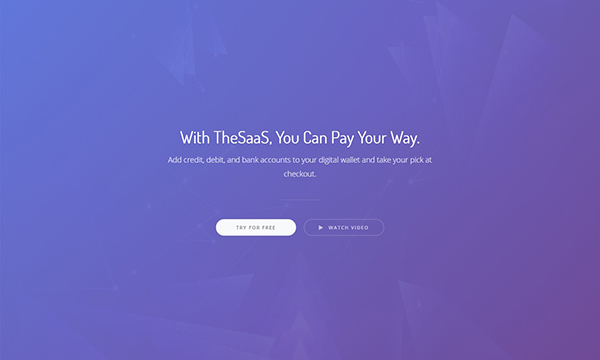 With TheSaaS, You Can Pay Your Way.
Add credit, debit, and bank accounts to your digital wallet and take your pick at
checkout.
TRY FOR FREE
WATCH VIDEO